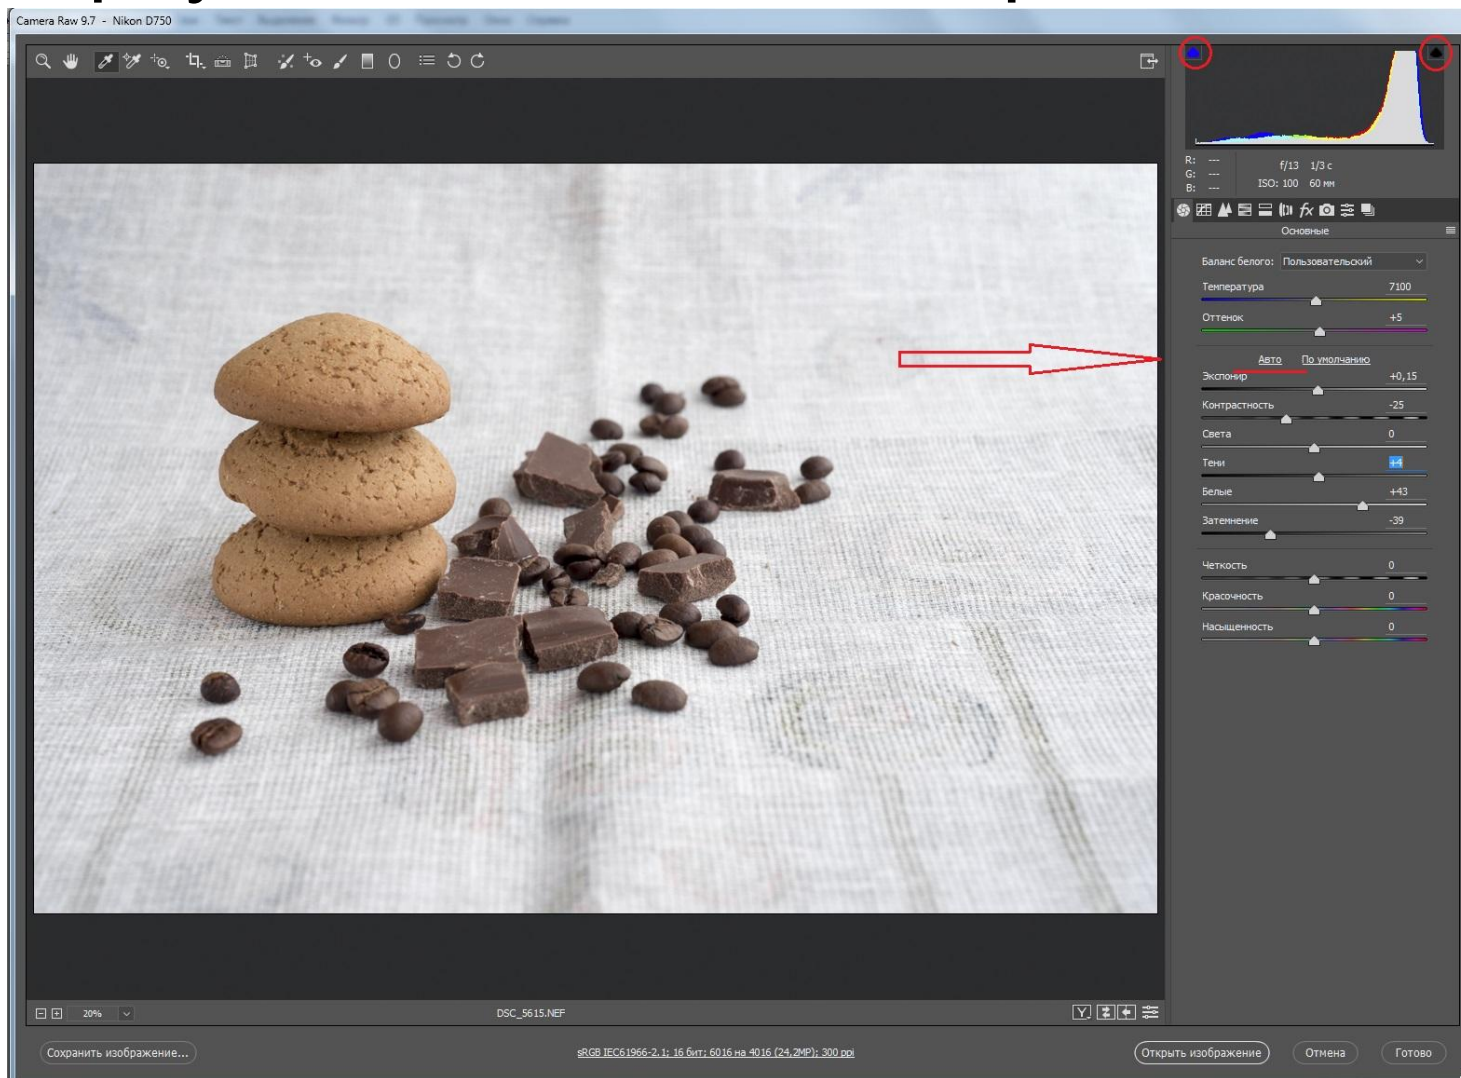 Camera Raw 9.7 - Nikon D750
R: ---
G: ---
B: ---
f/13 1/3 с
ISO: 100 60 мм
fx
Основные
Баланс белого: Пользовательский
Температура 7100
Оттенок +5
Авто По умолчанию
Экспонир +0,15
Контрастность -25
Света 0
Тени +4
Белые +43
Затемнение -39
Четкость 0
Красочность 0
Насыщенность 0
20%
DSC_5615.NEF
Y
Сохранить изображение...
sRGB IEC61966-2.1; 16 бит; 6016 на 4016 (24,2MP); 300 ppi
Открыть изображение
Отмена
Готово